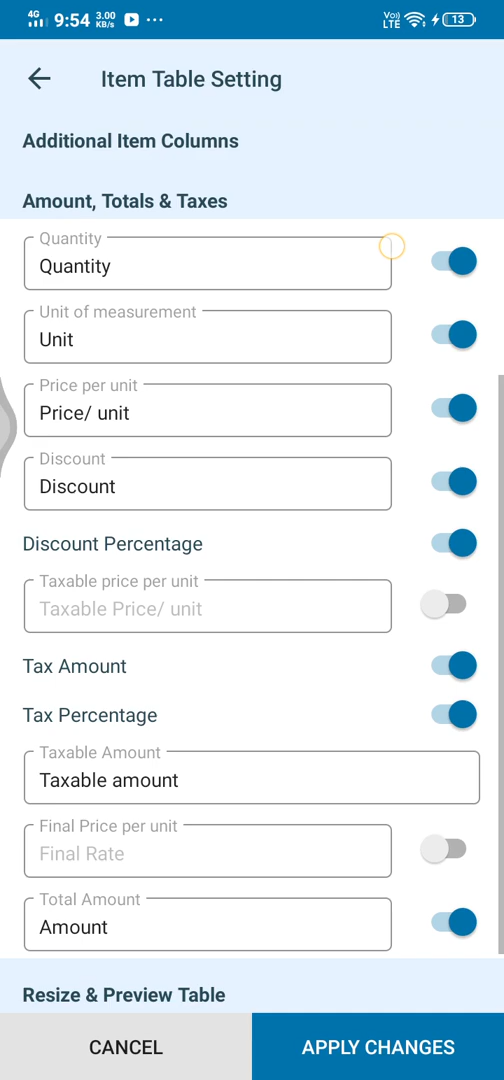 4G 9:54 3.00 KB/s ••• Vo)) LTE 13
Item Table Setting
Additional Item Columns
Amount, Totals & Taxes
Quantity
Quantity
Unit of measurement
Unit
Price per unit
Price/ unit
Discount
Discount
Discount Percentage
Taxable price per unit
Taxable Price/ unit
Tax Amount
Tax Percentage
Taxable Amount
Taxable amount
Final Price per unit
Final Rate
Total Amount
Amount
Resize & Preview Table
CANCEL APPLY CHANGES